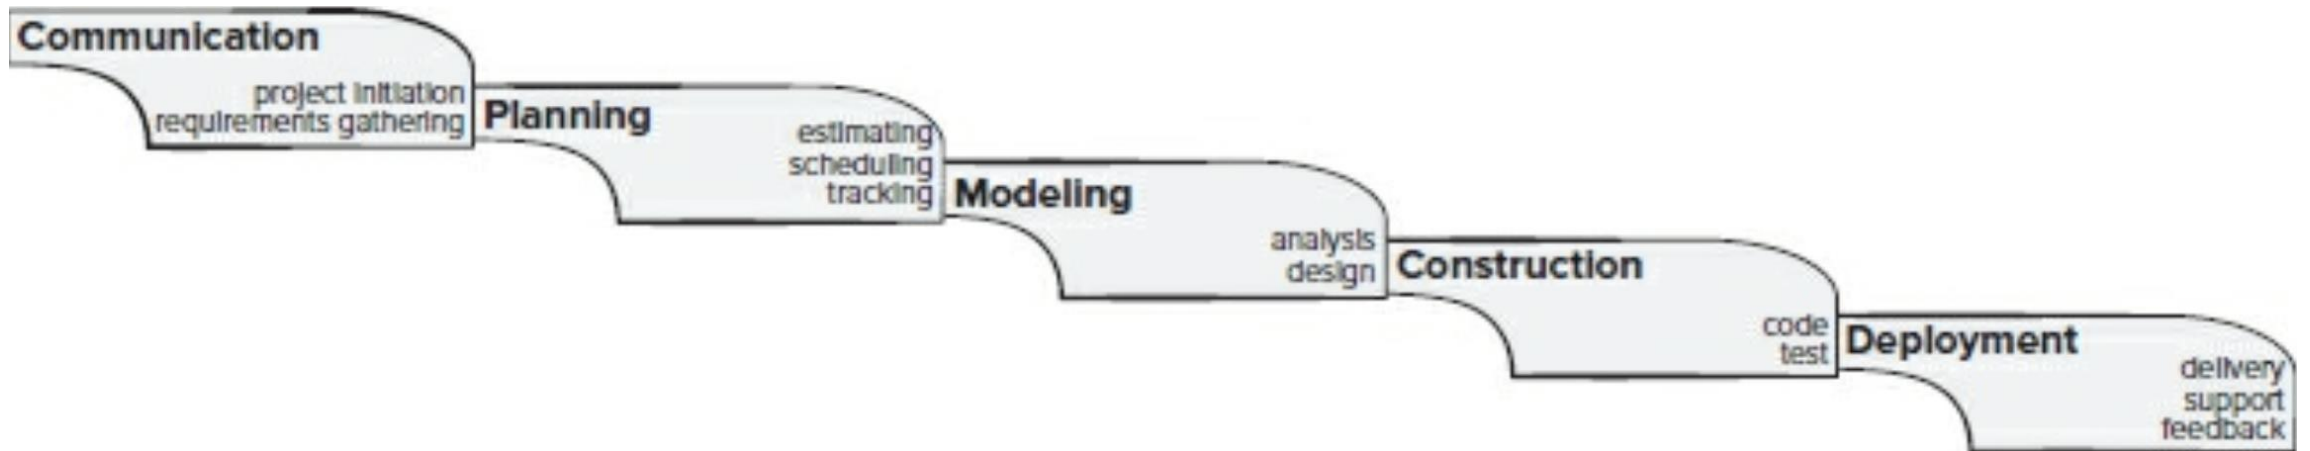 Communication
project initiation
requirements gathering
Planning
estimating
scheduling
tracking
Modeling
analysis
design
Construction
code
test
Deployment
delivery
support
feedback